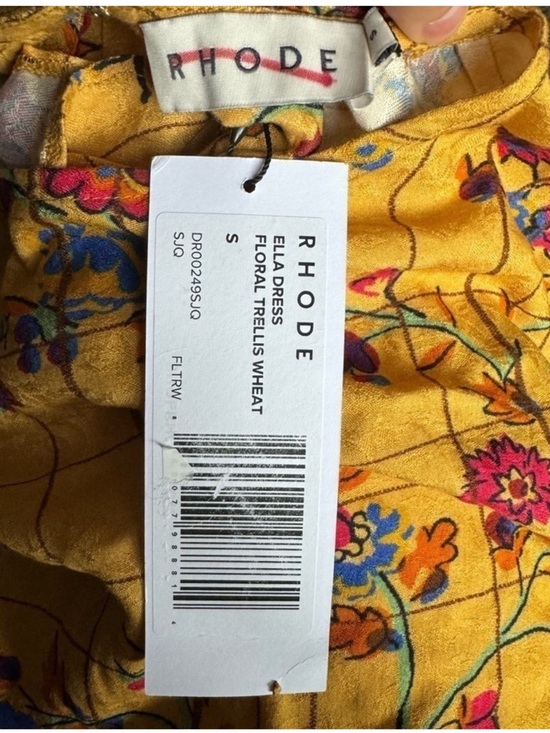 RHODE
S
RHODE
ELLA DRESS
FLORAL TRELLIS WHEAT
S
DR00249SJQ FLTRW
SJQ